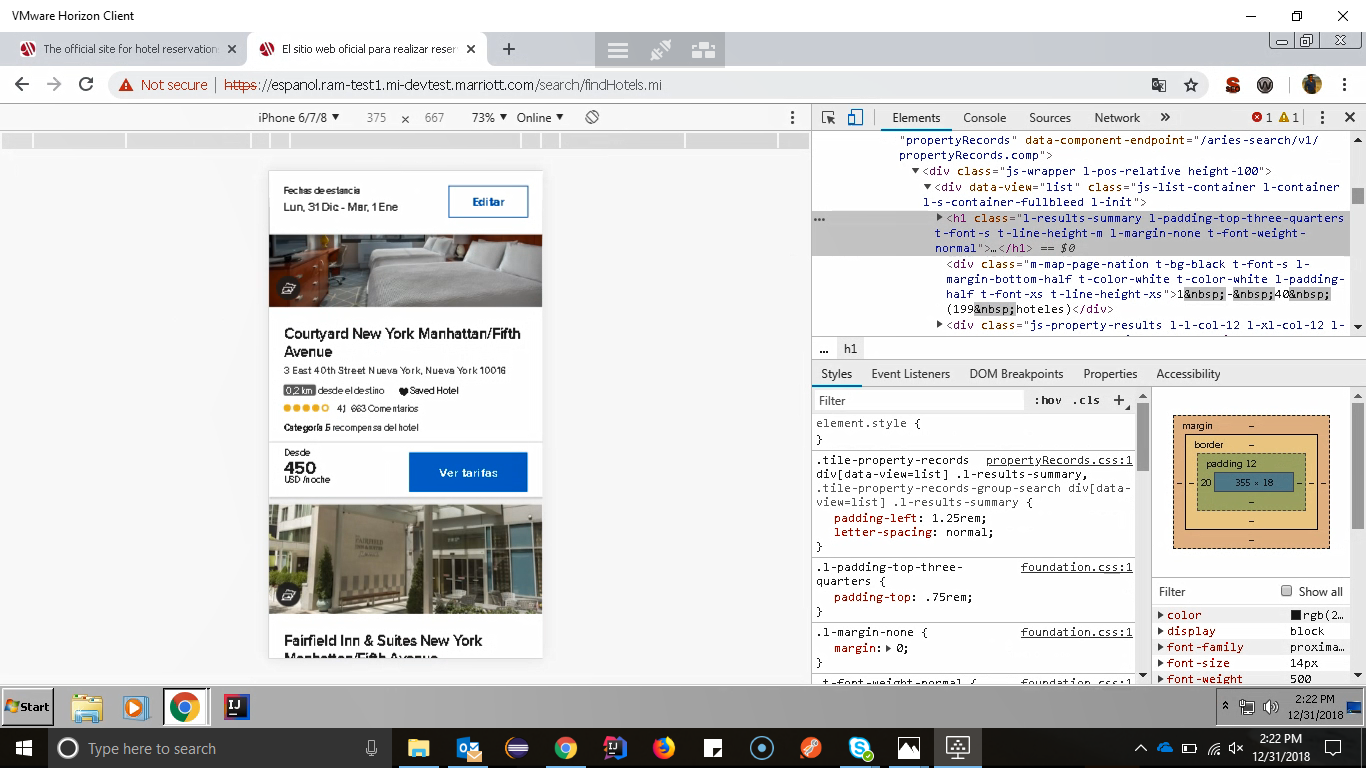 VMware Horizon Client
The official site for hotel reservation
El sitio web oficial para realizar reser
Not secure
https://espanol.ram-test1.mi-devtest.marriott.com/search/findHotels.mi
iPhone 6/7/8 ▼ 375 × 667 73% ▼ Online ▼
Fechas de estancia
Lun, 31 Dic - Mar, 1 Ene
Editar
Courtyard New York Manhattan/Fifth
Avenue
3 East 40th Street Nueva York, Nueva York 10016
0,2 km desde el destino Saved Hotel
4,1 663 Comentarios
Categoría 5 recompensa del hotel
Desde
450
USD /noche
Ver tarifas
FAIRFIELD
INN & SUITES
Fairfield Inn & Suites New York
Manhattan/Fifth Avenue
Elements Console Sources Network » 1 1
"propertyRecords" data-component-endpoint="/aries-search/v1/
propertyRecords.comp">
▼<div class="js-wrapper l-pos-relative height-100">
▼<div data-view="list" class="js-list-container l-container
l-s-container-fullbleed l-init">
… ▶<h1 class="l-results-summary l-padding-top-three-quarters
t-font-s t-line-height-m l-margin-none t-font-weight-
normal">…</h1> == $0
<div class="m-map-page-nation t-bg-black t-font-s l-
margin-bottom-half t-color-white t-color-white l-padding-
half t-font-xs t-line-height-xs">1&nbsp;-&nbsp;40&nbsp;
(199&nbsp;hoteles)</div>
▶<div class="js-property-results l-l-col-12 l-xl-col-12 l-
... h1
Styles Event Listeners DOM Breakpoints Properties Accessibility
Filter :hov .cls +
element.style {
}
.tile-property-records propertyRecords.css:1
div[data-view=list] .l-results-summary,
.tile-property-records-group-search div[data-
view=list] .l-results-summary {
padding-left: 1.25rem;
letter-spacing: normal;
}
.l-padding-top-three- foundation.css:1
quarters {
padding-top: .75rem;
}
.l-margin-none { foundation.css:1
margin: ▶ 0;
}
.t-font-weight-normal { foundation.css:1
margin –
border –
padding 12
– – 20 355 × 18 – – –
–
–
–
Filter Show all
▶ color rgb(2…
▶ display block
▶ font-family proxima…
▶ font-size 14px
▶ font-weight 500
Start
2:22 PM
12/31/2018
Type here to search
2:22 PM
12/31/2018